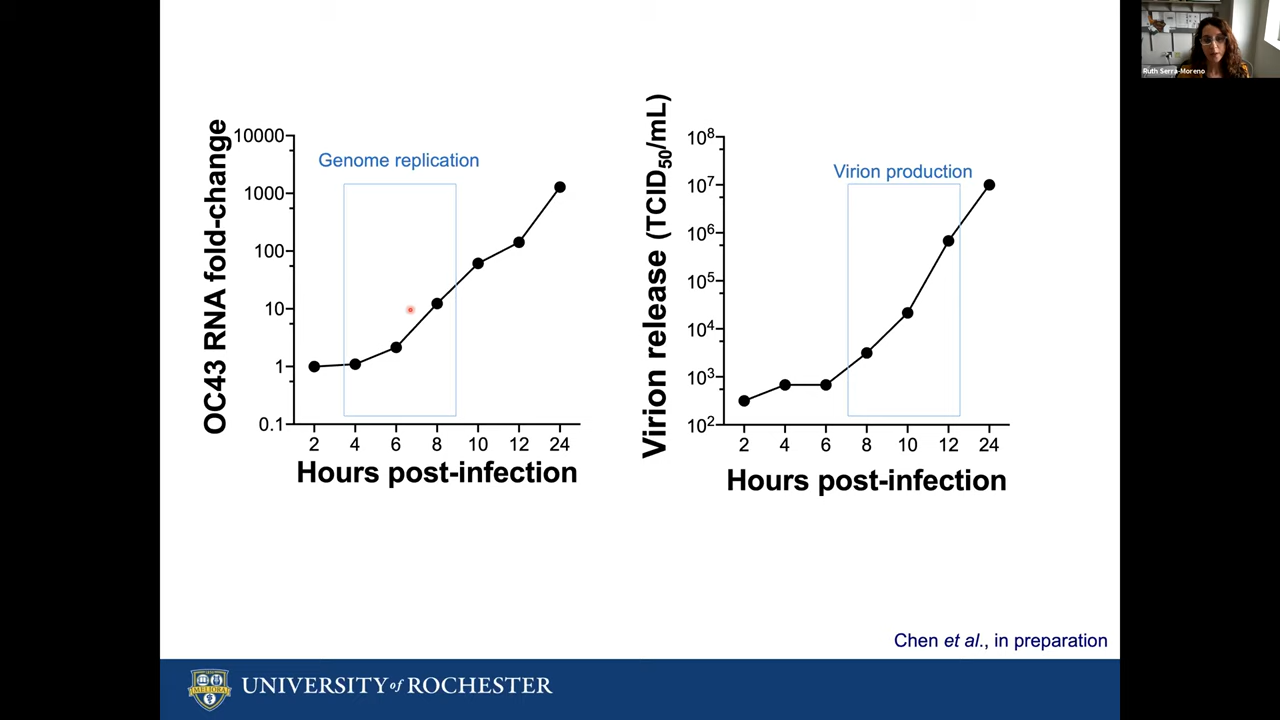 Ruth Serra-Moreno
OC43 RNA fold-change
10000
1000
100
10
1
0.1
Genome replication
2 4 6 8 10 12 24
Hours post-infection
Virion release (TCID50/mL)
10^8
10^7
10^6
10^5
10^4
10^3
10^2
Virion production
2 4 6 8 10 12 24
Hours post-infection
Chen et al., in preparation
MELIORA
UNIVERSITY of ROCHESTER